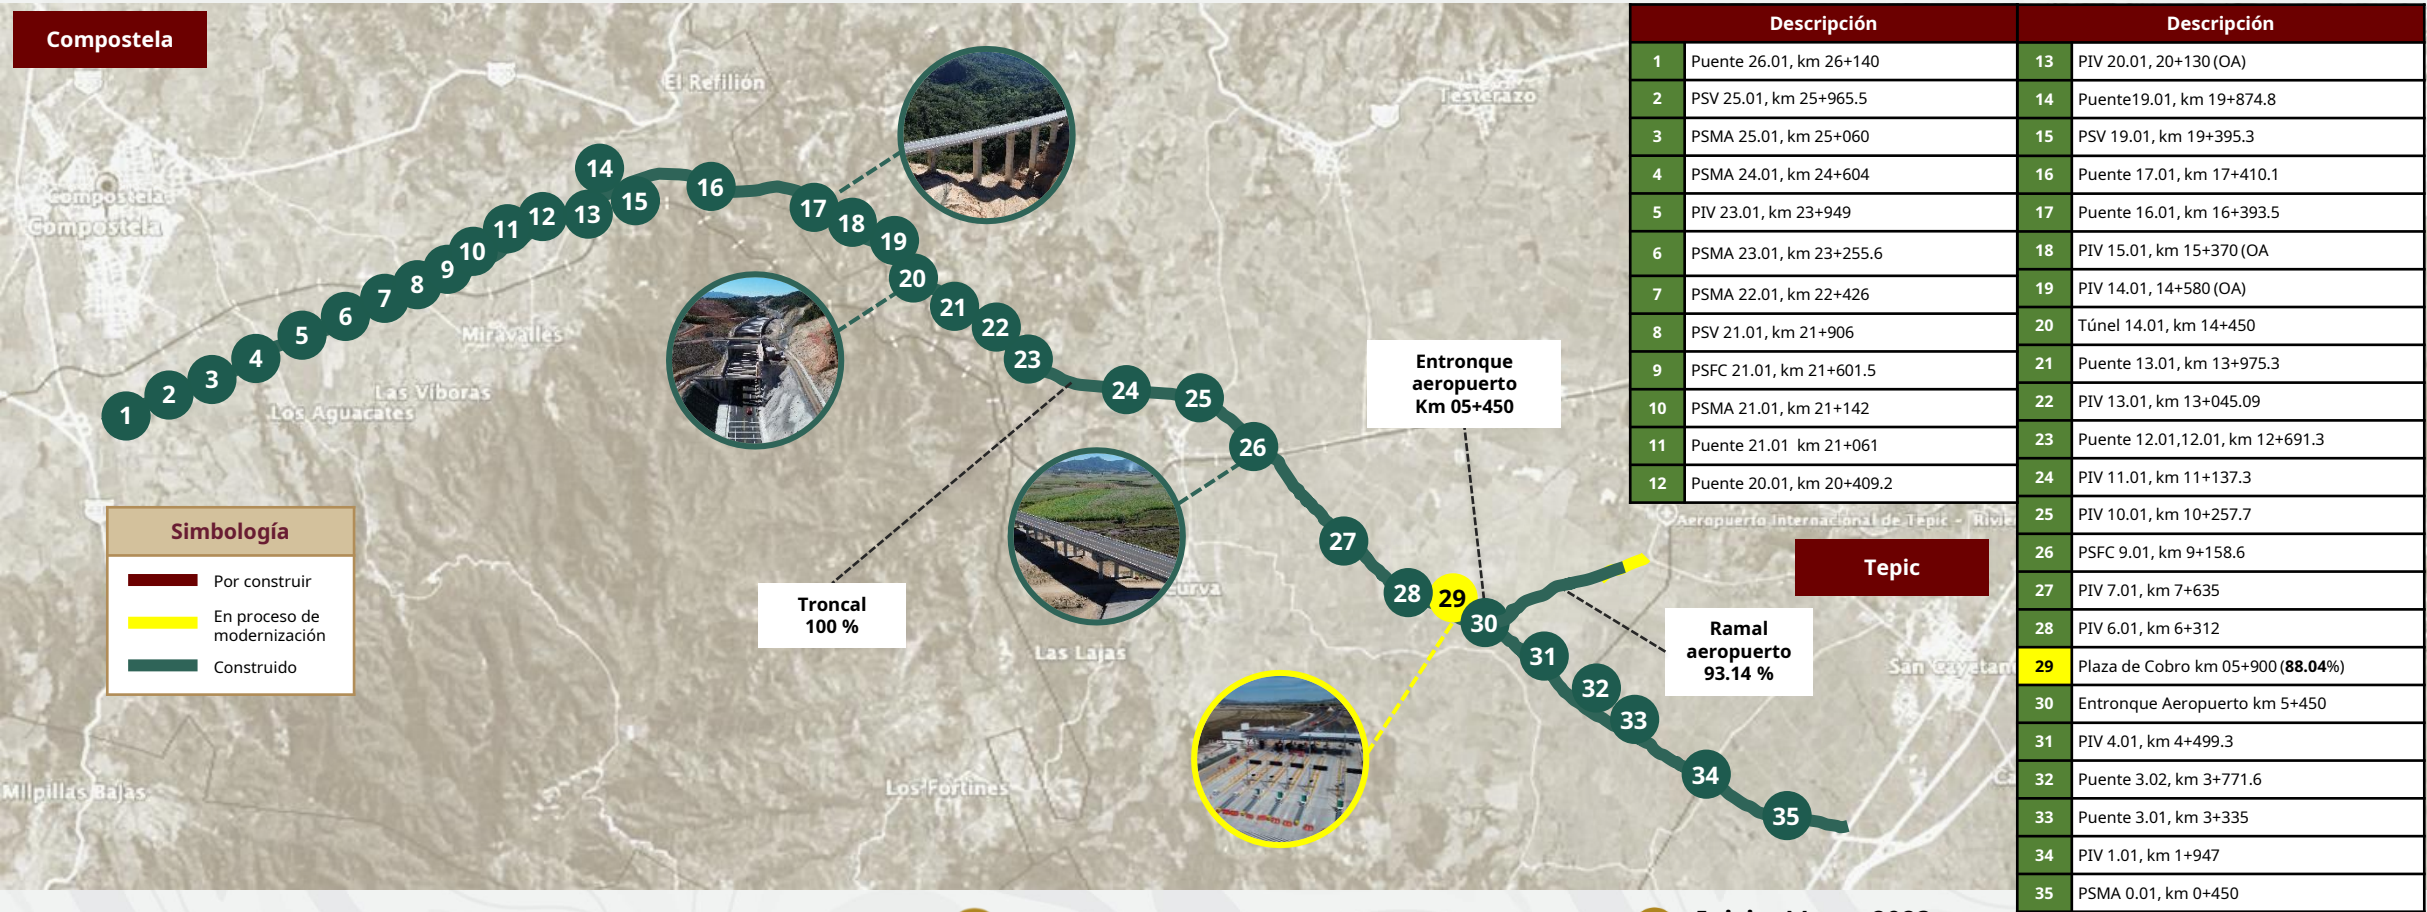 Compostela
El Refilión
Testerazo
Compostela
Compostela
Miravalles
Las Víboras
Los Aguacates
Las Lajas
Los Fortines
Milpillas Bajas
14
16
15
13
12
11
10
9
8
7
6
5
4
3
2
1
17
18
19
20
21
22
23
24
25
26
27
28
29
30
31
32
33
34
35
Simbología
Por construir
En proceso de
modernización
Construido
Troncal
100 %
Entronque
aeropuerto
Km 05+450
Tepic
Ramal
aeropuerto
93.14 %
Descripción
1 Puente 26.01, km 26+140
2 PSV 25.01, km 25+965.5
3 PSMA 25.01, km 25+060
4 PSMA 24.01, km 24+604
5 PIV 23.01, km 23+949
6 PSMA 23.01, km 23+255.6
7 PSMA 22.01, km 22+426
8 PSV 21.01, km 21+906
9 PSFC 21.01, km 21+601.5
10 PSMA 21.01, km 21+142
11 Puente 21.01 km 21+061
12 Puente 20.01, km 20+409.2
Descripción
13 PIV 20.01, 20+130 (OA)
14 Puente19.01, km 19+874.8
15 PSV 19.01, km 19+395.3
16 Puente 17.01, km 17+410.1
17 Puente 16.01, km 16+393.5
18 PIV 15.01, km 15+370 (OA
19 PIV 14.01, 14+580 (OA)
20 Túnel 14.01, km 14+450
21 Puente 13.01, km 13+975.3
22 PIV 13.01, km 13+045.09
23 Puente 12.01,12.01, km 12+691.3
24 PIV 11.01, km 11+137.3
25 PIV 10.01, km 10+257.7
26 PSFC 9.01, km 9+158.6
27 PIV 7.01, km 7+635
28 PIV 6.01, km 6+312
29 Plaza de Cobro km 05+900 (88.04%)
30 Entronque Aeropuerto km 5+450
31 PIV 4.01, km 4+499.3
32 Puente 3.02, km 3+771.6
33 Puente 3.01, km 3+335
34 PIV 1.01, km 1+947
35 PSMA 0.01, km 0+450
Aeropuerto Internacional de Tepic -
San Cayetano